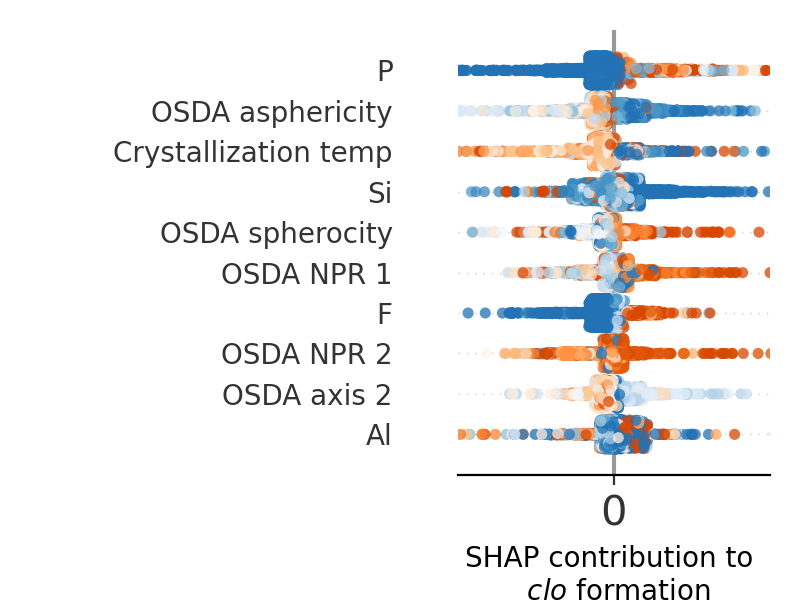 P
OSDA asphericity
Crystallization temp
Si
OSDA spherocity
OSDA NPR 1
F
OSDA NPR 2
OSDA axis 2
Al
0
SHAP contribution to
clo formation